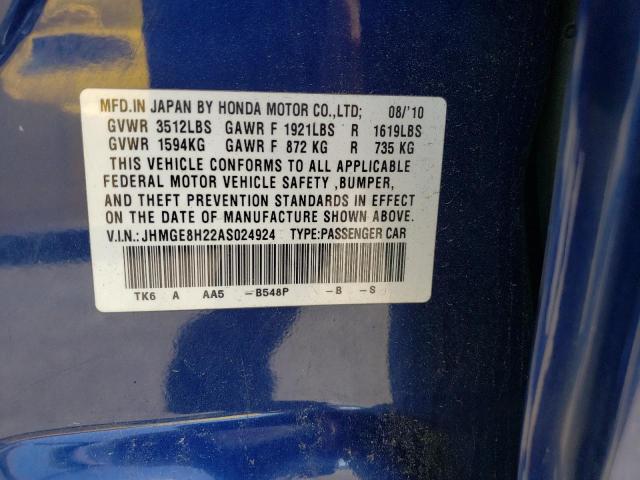 MFD.IN JAPAN BY HONDA MOTOR CO.,LTD; 08/'10
GVWR 3512LBS GAWR F 1921LBS R 1619LBS
GVWR 1594KG GAWR F 872 KG R 735 KG
THIS VEHICLE CONFORMS TO ALL APPLICABLE
FEDERAL MOTOR VEHICLE SAFETY ,BUMPER,
AND THEFT PREVENTION STANDARDS IN EFFECT
ON THE DATE OF MANUFACTURE SHOWN ABOVE.
V.I.N.:JHMGE8H22AS024924 TYPE:PASSENGER CAR
TK6 A AA5 -B548P -B -S